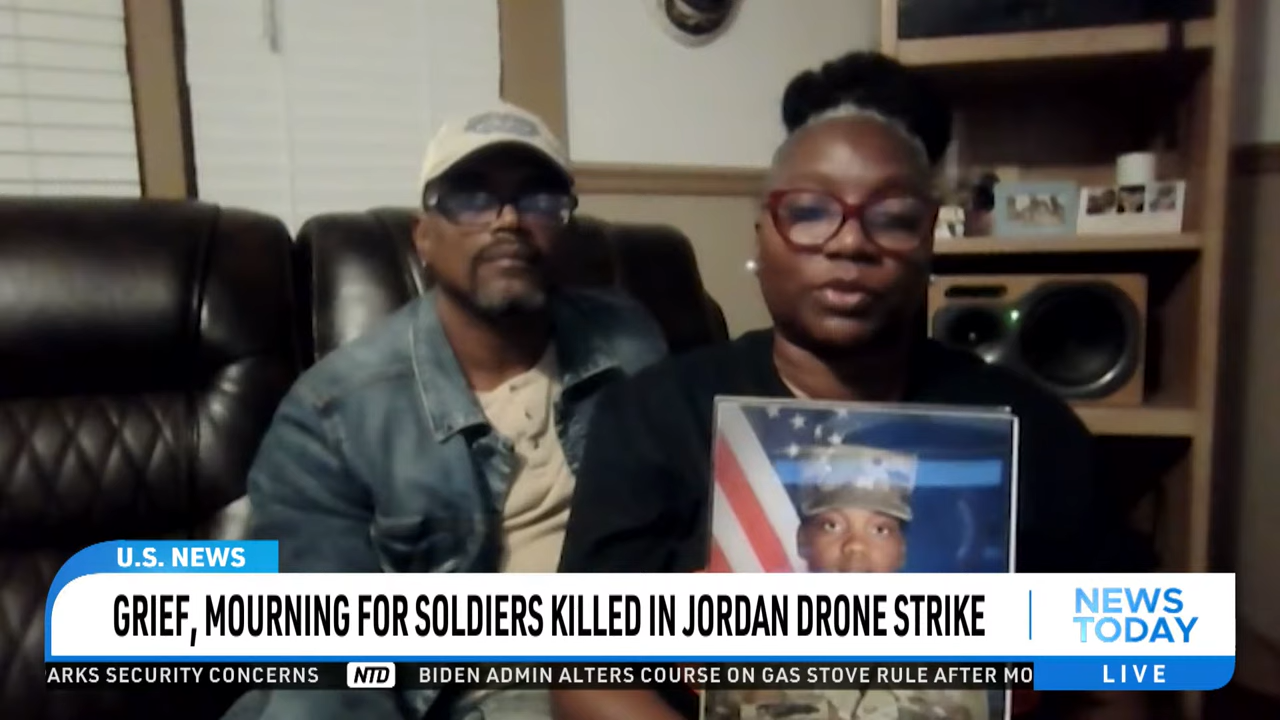 U.S. NEWS
GRIEF, MOURNING FOR SOLDIERS KILLED IN JORDAN DRONE STRIKE
NEWS
TODAY
ARKS SECURITY CONCERNS NTD BIDEN ADMIN ALTERS COURSE ON GAS STOVE RULE AFTER MO
LIVE